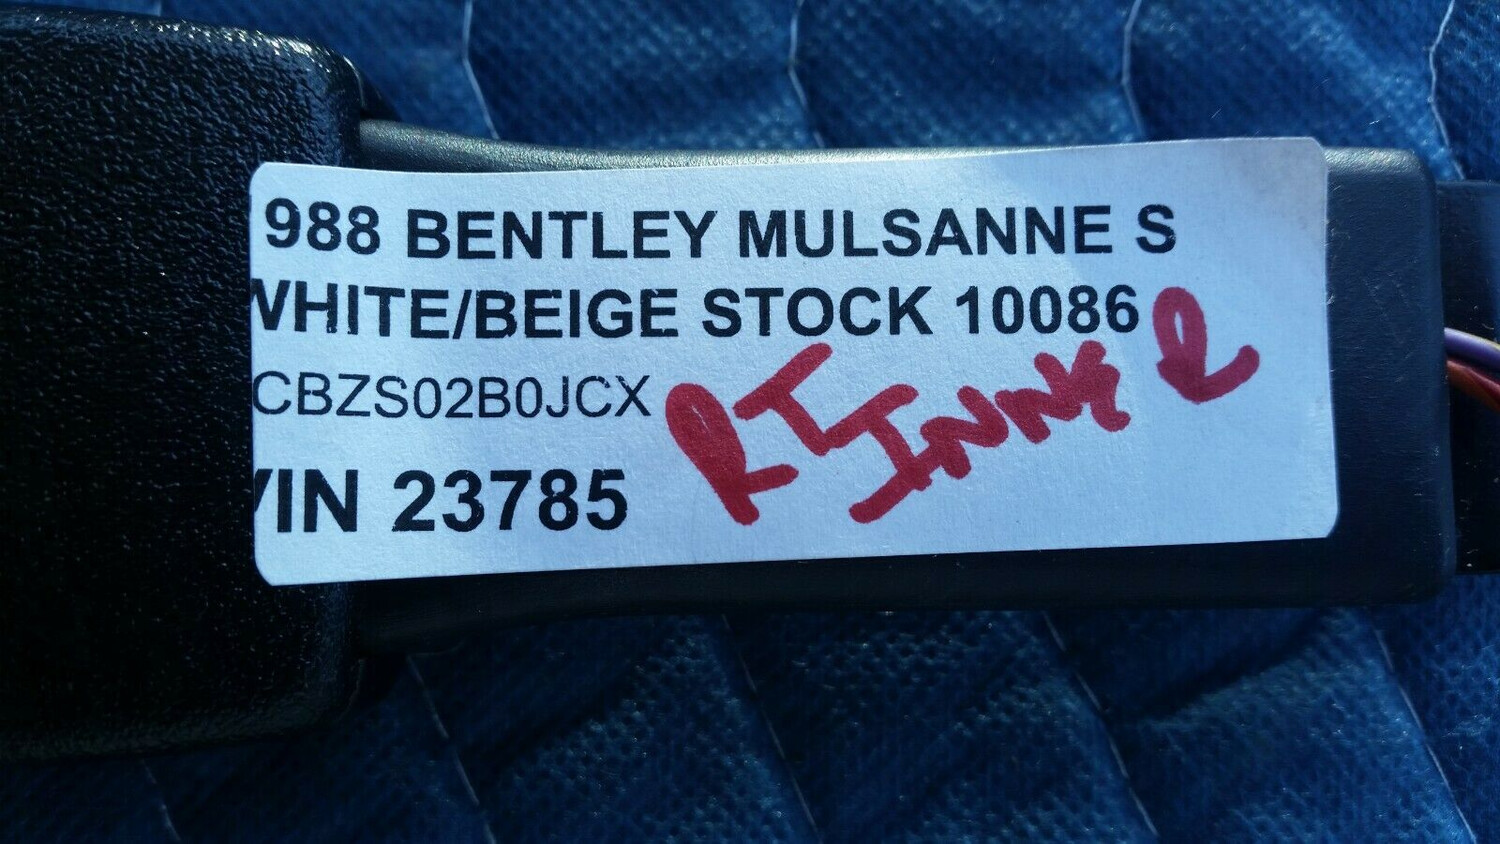 988 BENTLEY MULSANNE S
WHITE/BEIGE STOCK 10086
CBZS02B0JCX
VIN 23785
RT INNER